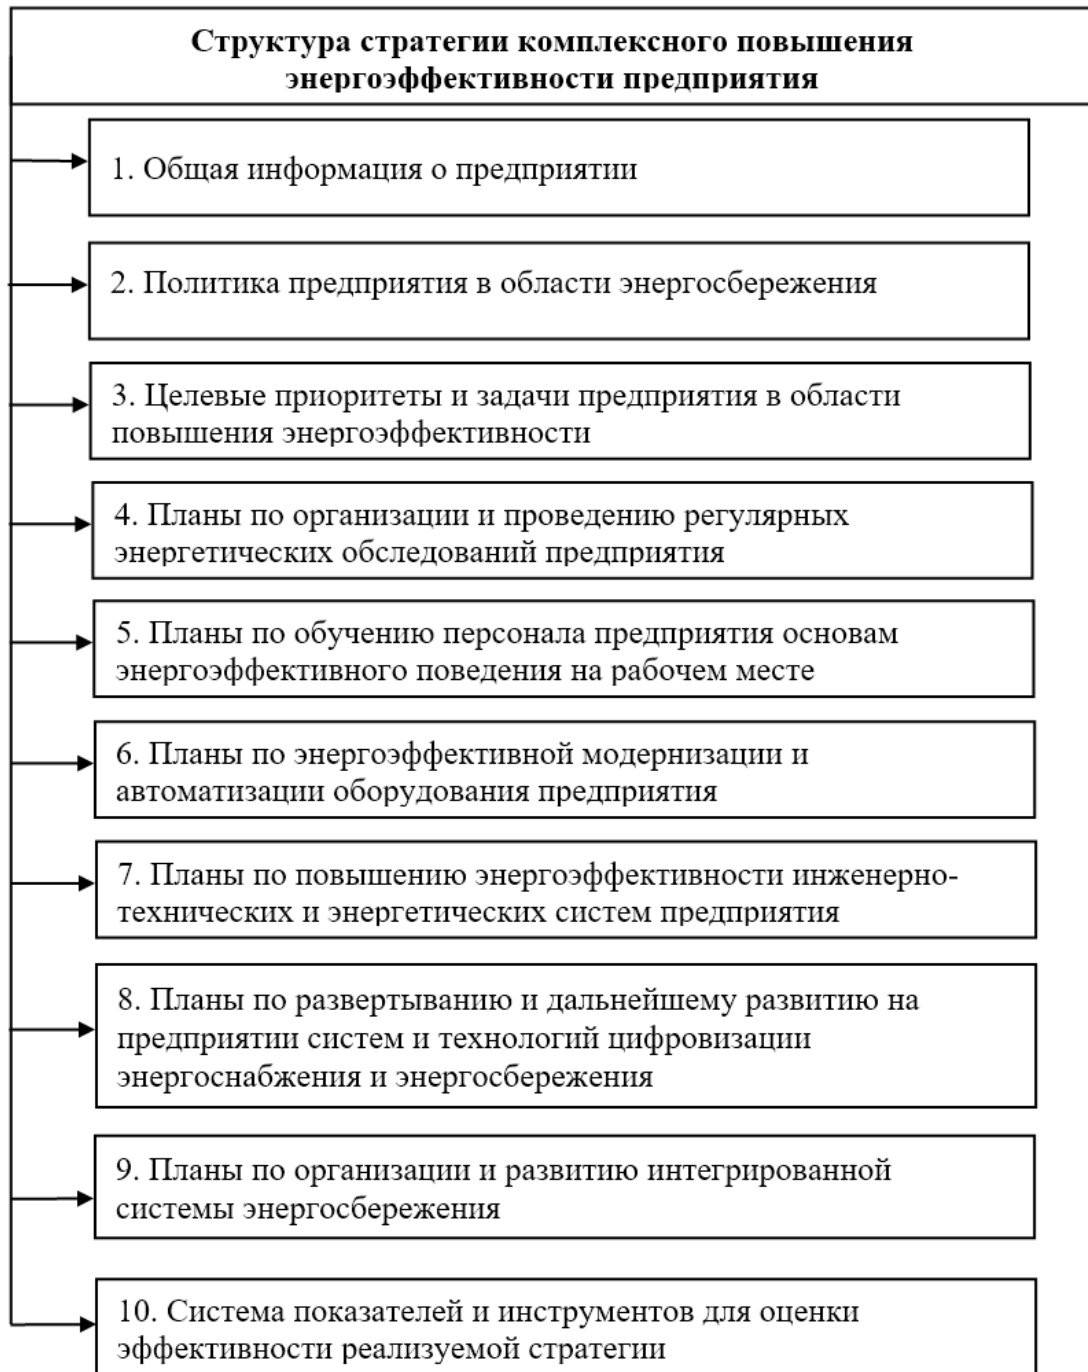 Структура стратегии комплексного повышения
энергоэффективности предприятия
1. Общая информация о предприятии
2. Политика предприятия в области энергосбережения
3. Целевые приоритеты и задачи предприятия в области
повышения энергоэффективности
4. Планы по организации и проведению регулярных
энергетических обследований предприятия
5. Планы по обучению персонала предприятия основам
энергоэффективного поведения на рабочем месте
6. Планы по энергоэффективной модернизации и
автоматизации оборудования предприятия
7. Планы по повышению энергоэффективности инженерно-
технических и энергетических систем предприятия
8. Планы по развертыванию и дальнейшему развитию на
предприятии систем и технологий цифровизации
энергоснабжения и энергосбережения
9. Планы по организации и развитию интегрированной
системы энергосбережения
10. Система показателей и инструментов для оценки
эффективности реализуемой стратегии